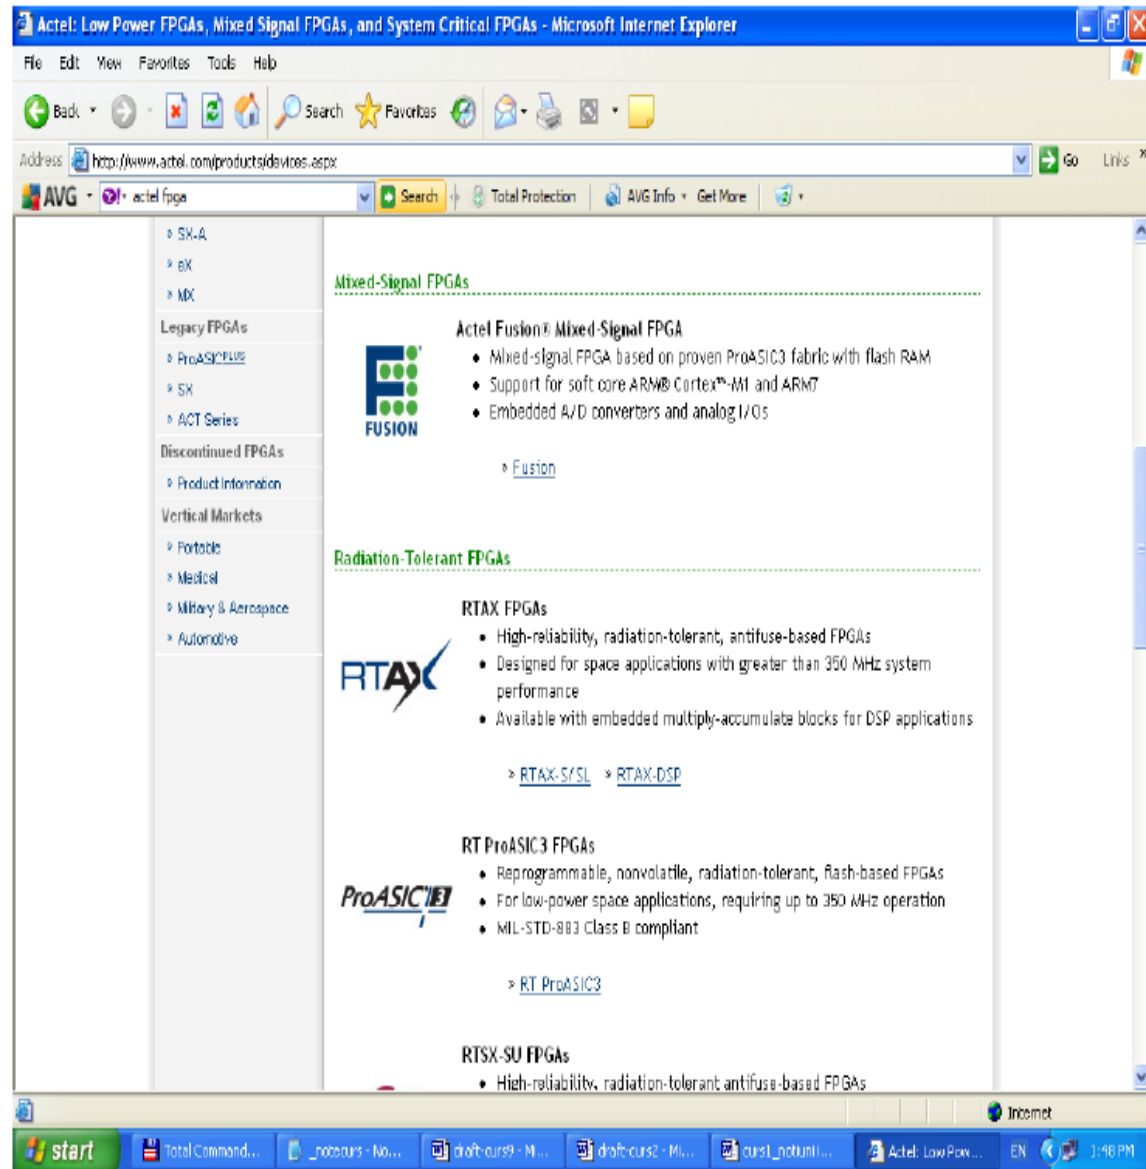 Actel: Low Power FPGAs, Mixed Signal FPGAs, and System Critical FPGAs - Microsoft Internet Explorer
File Edit View Favorites Tools Help
Back Search Favorites
Address http://www.actel.com/products/devices.aspx Go Links »
AVG actel fpga Search Total Protection AVG Info Get More
» SX-A
» eX
» MX
Legacy FPGAs
» ProASICPLUS
» SX
» ACT Series
Discontinued FPGAs
» Product Information
Vertical Markets
» Portable
» Medical
» Military & Aerospace
» Automotive
Mixed-Signal FPGAs
FUSION
Actel Fusion® Mixed-Signal FPGA
• Mixed-signal FPGA based on proven ProASIC3 fabric with flash RAM
• Support for soft core ARM® Cortex™-M1 and ARM7
• Embedded A/D converters and analog I/Os
» Fusion
Radiation-Tolerant FPGAs
RTAX
RTAX FPGAs
• High-reliability, radiation-tolerant, antifuse-based FPGAs
• Designed for space applications with greater than 350 MHz system
performance
• Available with embedded multiply-accumulate blocks for DSP applications
» RTAX-S/SL » RTAX-DSP
ProASIC3
RT ProASIC3 FPGAs
• Reprogrammable, nonvolatile, radiation-tolerant, flash-based FPGAs
• For low-power space applications, requiring up to 350 MHz operation
• MIL-STD-883 Class B compliant
» RT ProASIC3
RTSX-SU FPGAs
• High-reliability, radiation-tolerant antifuse-based FPGAs
Internet
start Total Command... _notecurs - No... draft-curs9 - Mi... draft-curs2 - Mi... Actel: Low Pow... EN 1:48 PM